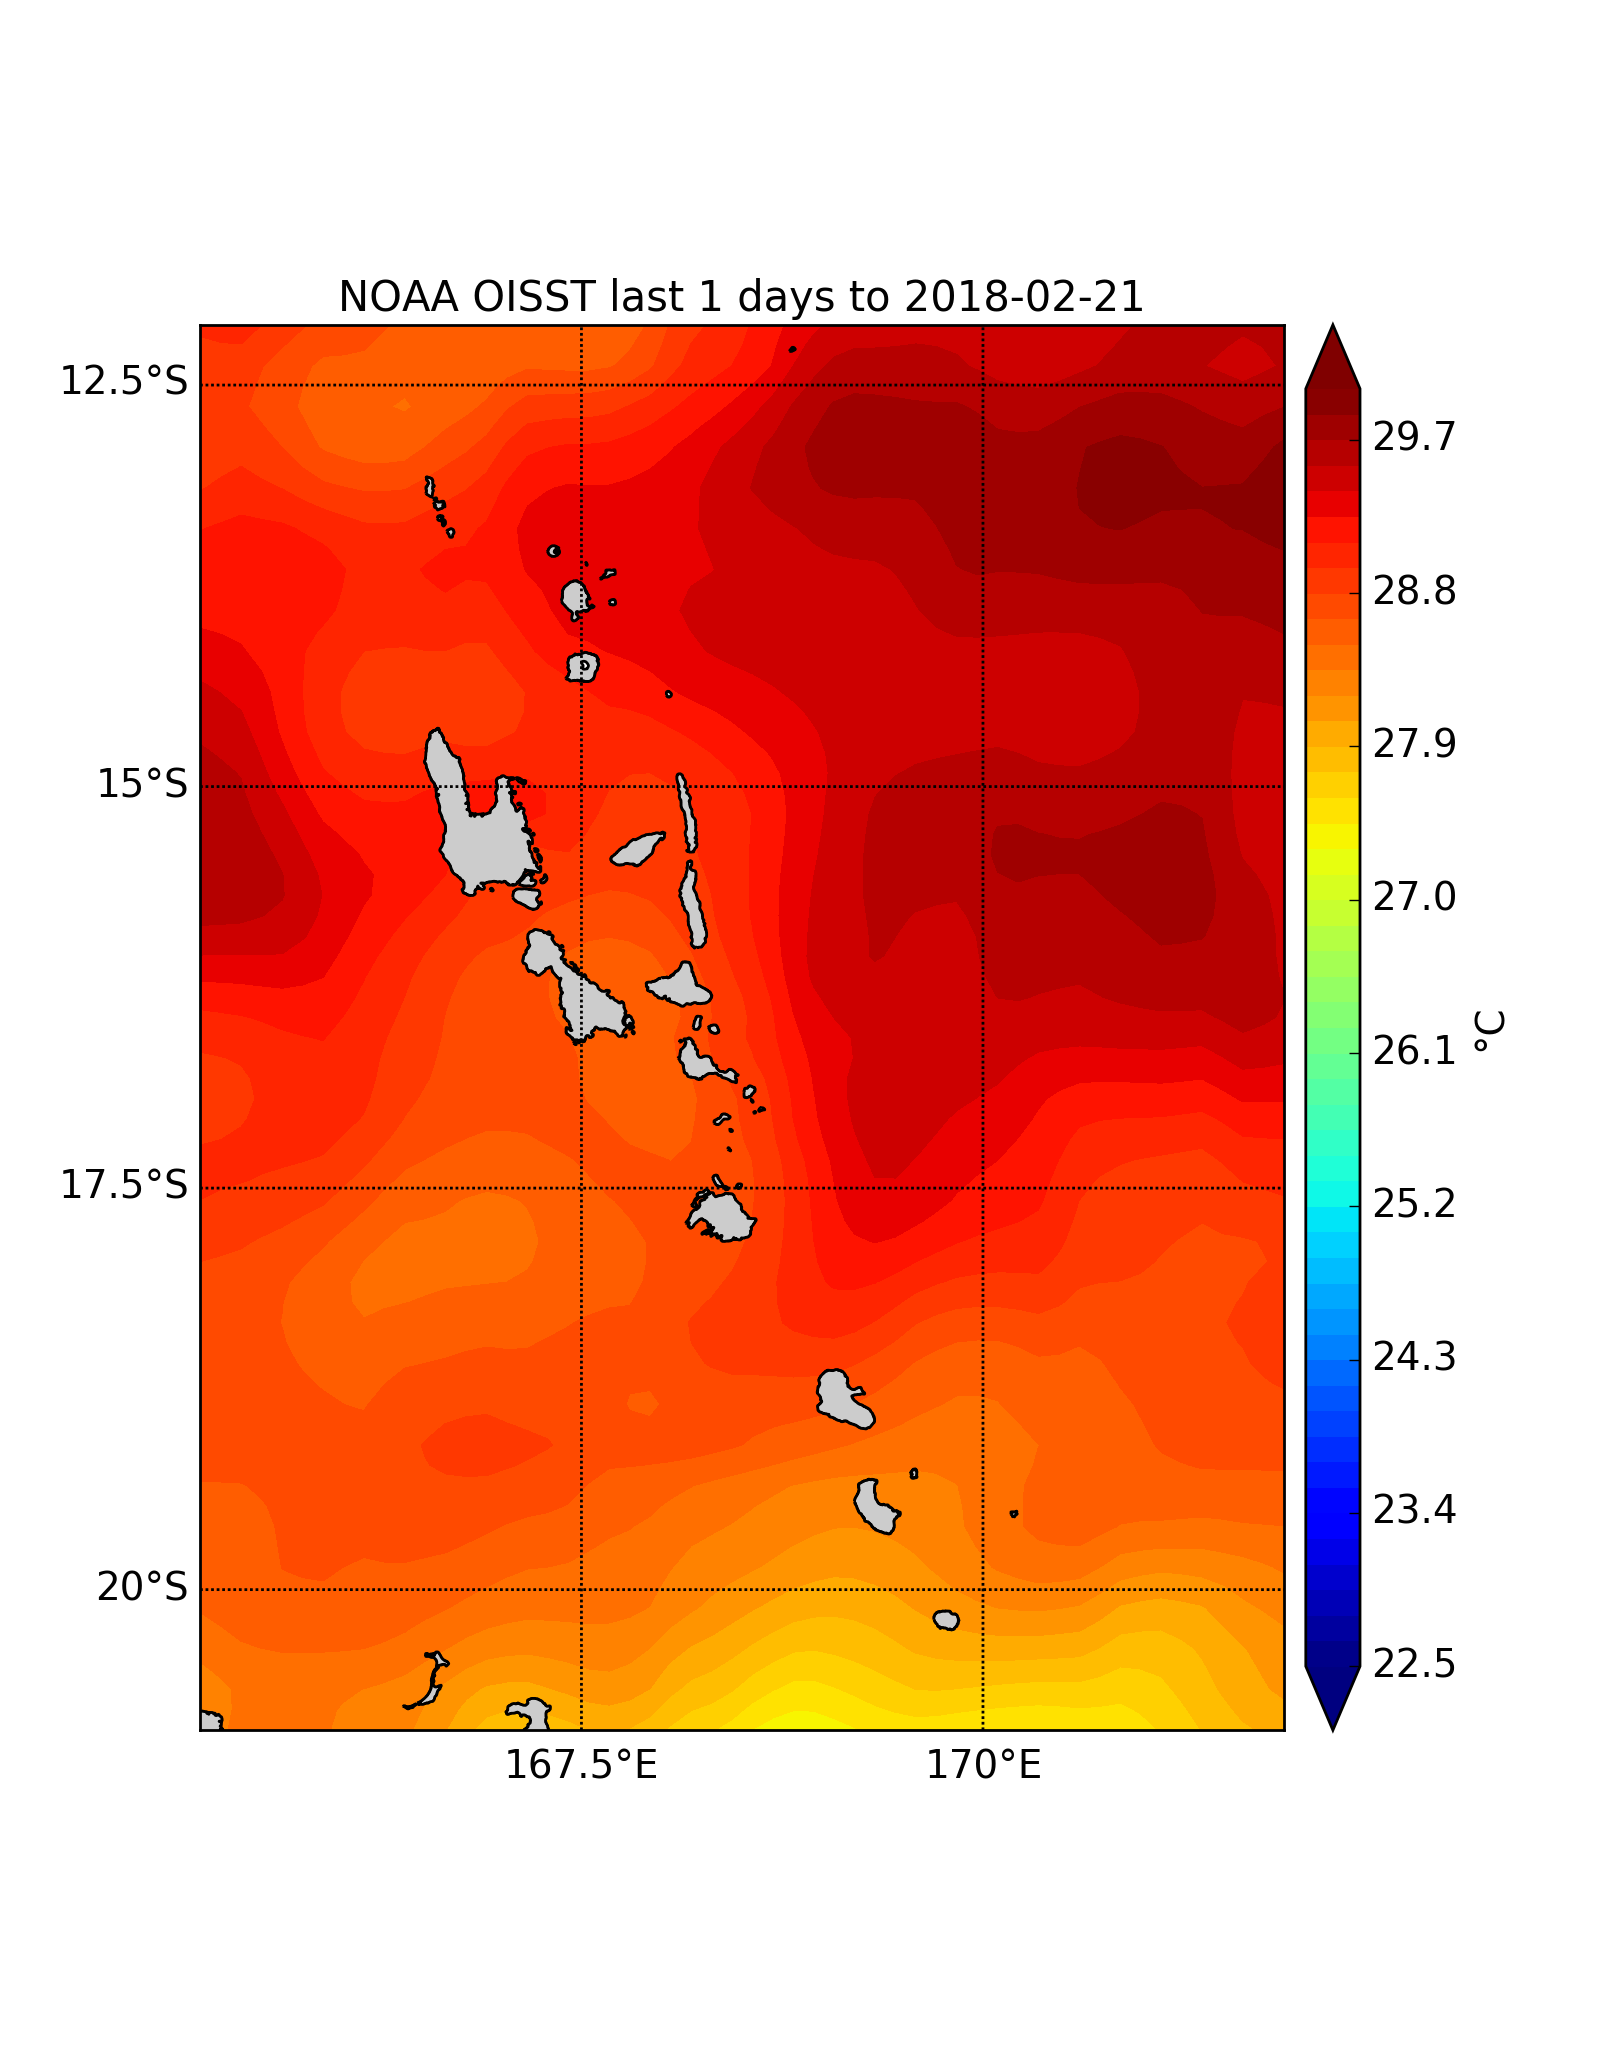 NOAA OISST last 1 days to 2018-02-21
12.5°S
15°S
17.5°S
20°S
167.5°E
170°E
29.7
28.8
27.9
27.0
26.1
25.2
24.3
23.4
22.5
°C